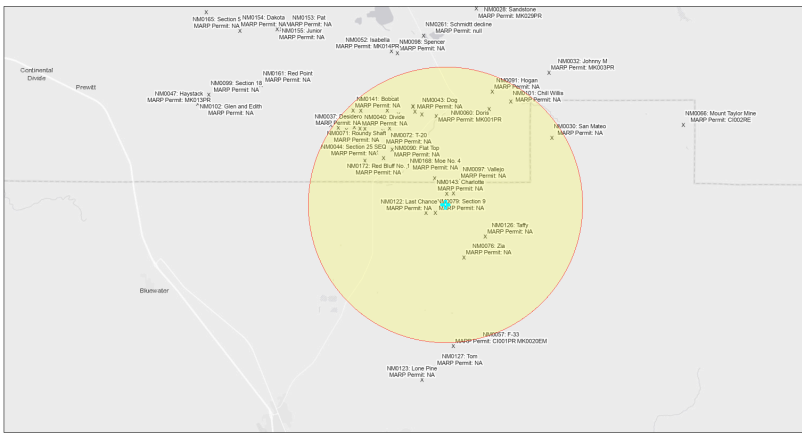 NM0028: Sandstone
MARP Permit: MK029PR
NM0165: Section 5
MARP Permit: NA
NM0154: Dakota
MARP Permit: NA
NM0153: Pat
MARP Permit: NA
NM0155: Junior
MARP Permit: NA
NM0261: Schmidt decline
MARP Permit: null
NM0052: Isabella
MARP Permit: MK014PR
NM0098: Spencer
MARP Permit: NA
NM0032: Johnny M
MARP Permit: MK003PR
Continental
Divide
Prewitt
NM0161: Red Point
MARP Permit: NA
NM0099: Section 18
MARP Permit: NA
NM0047: Haystack
MARP Permit: MK013PR
NM0102: Glen and Edith
MARP Permit: NA
NM0091: Hogan
MARP Permit: NA
NM0101: Chill Willis
MARP Permit: NA
NM0141: Bobcat
MARP Permit: NA
NM0043: Dog
MARP Permit: NA
NM0060: Doris
MARP Permit: MK001PR
NM0037: Desidero
MARP Permit: NA
NM0040: Divide
MARP Permit: NA
NM0066: Mount Taylor Mine
MARP Permit: CI002RE
NM0030: San Mateo
MARP Permit: NA
NM0071: Roundy Shaft
MARP Permit: NA
NM0072: T-20
MARP Permit: NA
NM0044: Section 25 SEQ
MARP Permit: NA
NM0090: Flat Top
MARP Permit: NA
NM0172: Red Bluff No. 1
MARP Permit: NA
NM0168: Moe No. 4
MARP Permit: NA
NM0097: Vallejo
MARP Permit: NA
NM0143: Charlotte
MARP Permit: NA
NM0122: Last Chance
MARP Permit: NA
NM0079: Section 9
MARP Permit: NA
NM0126: Taffy
MARP Permit: NA
NM0076: Zia
MARP Permit: NA
Bluewater
NM0057: F-33
MARP Permit: CI001PR MK0020EM
NM0127: Tom
MARP Permit: NA
NM0123: Lone Pine
MARP Permit: NA